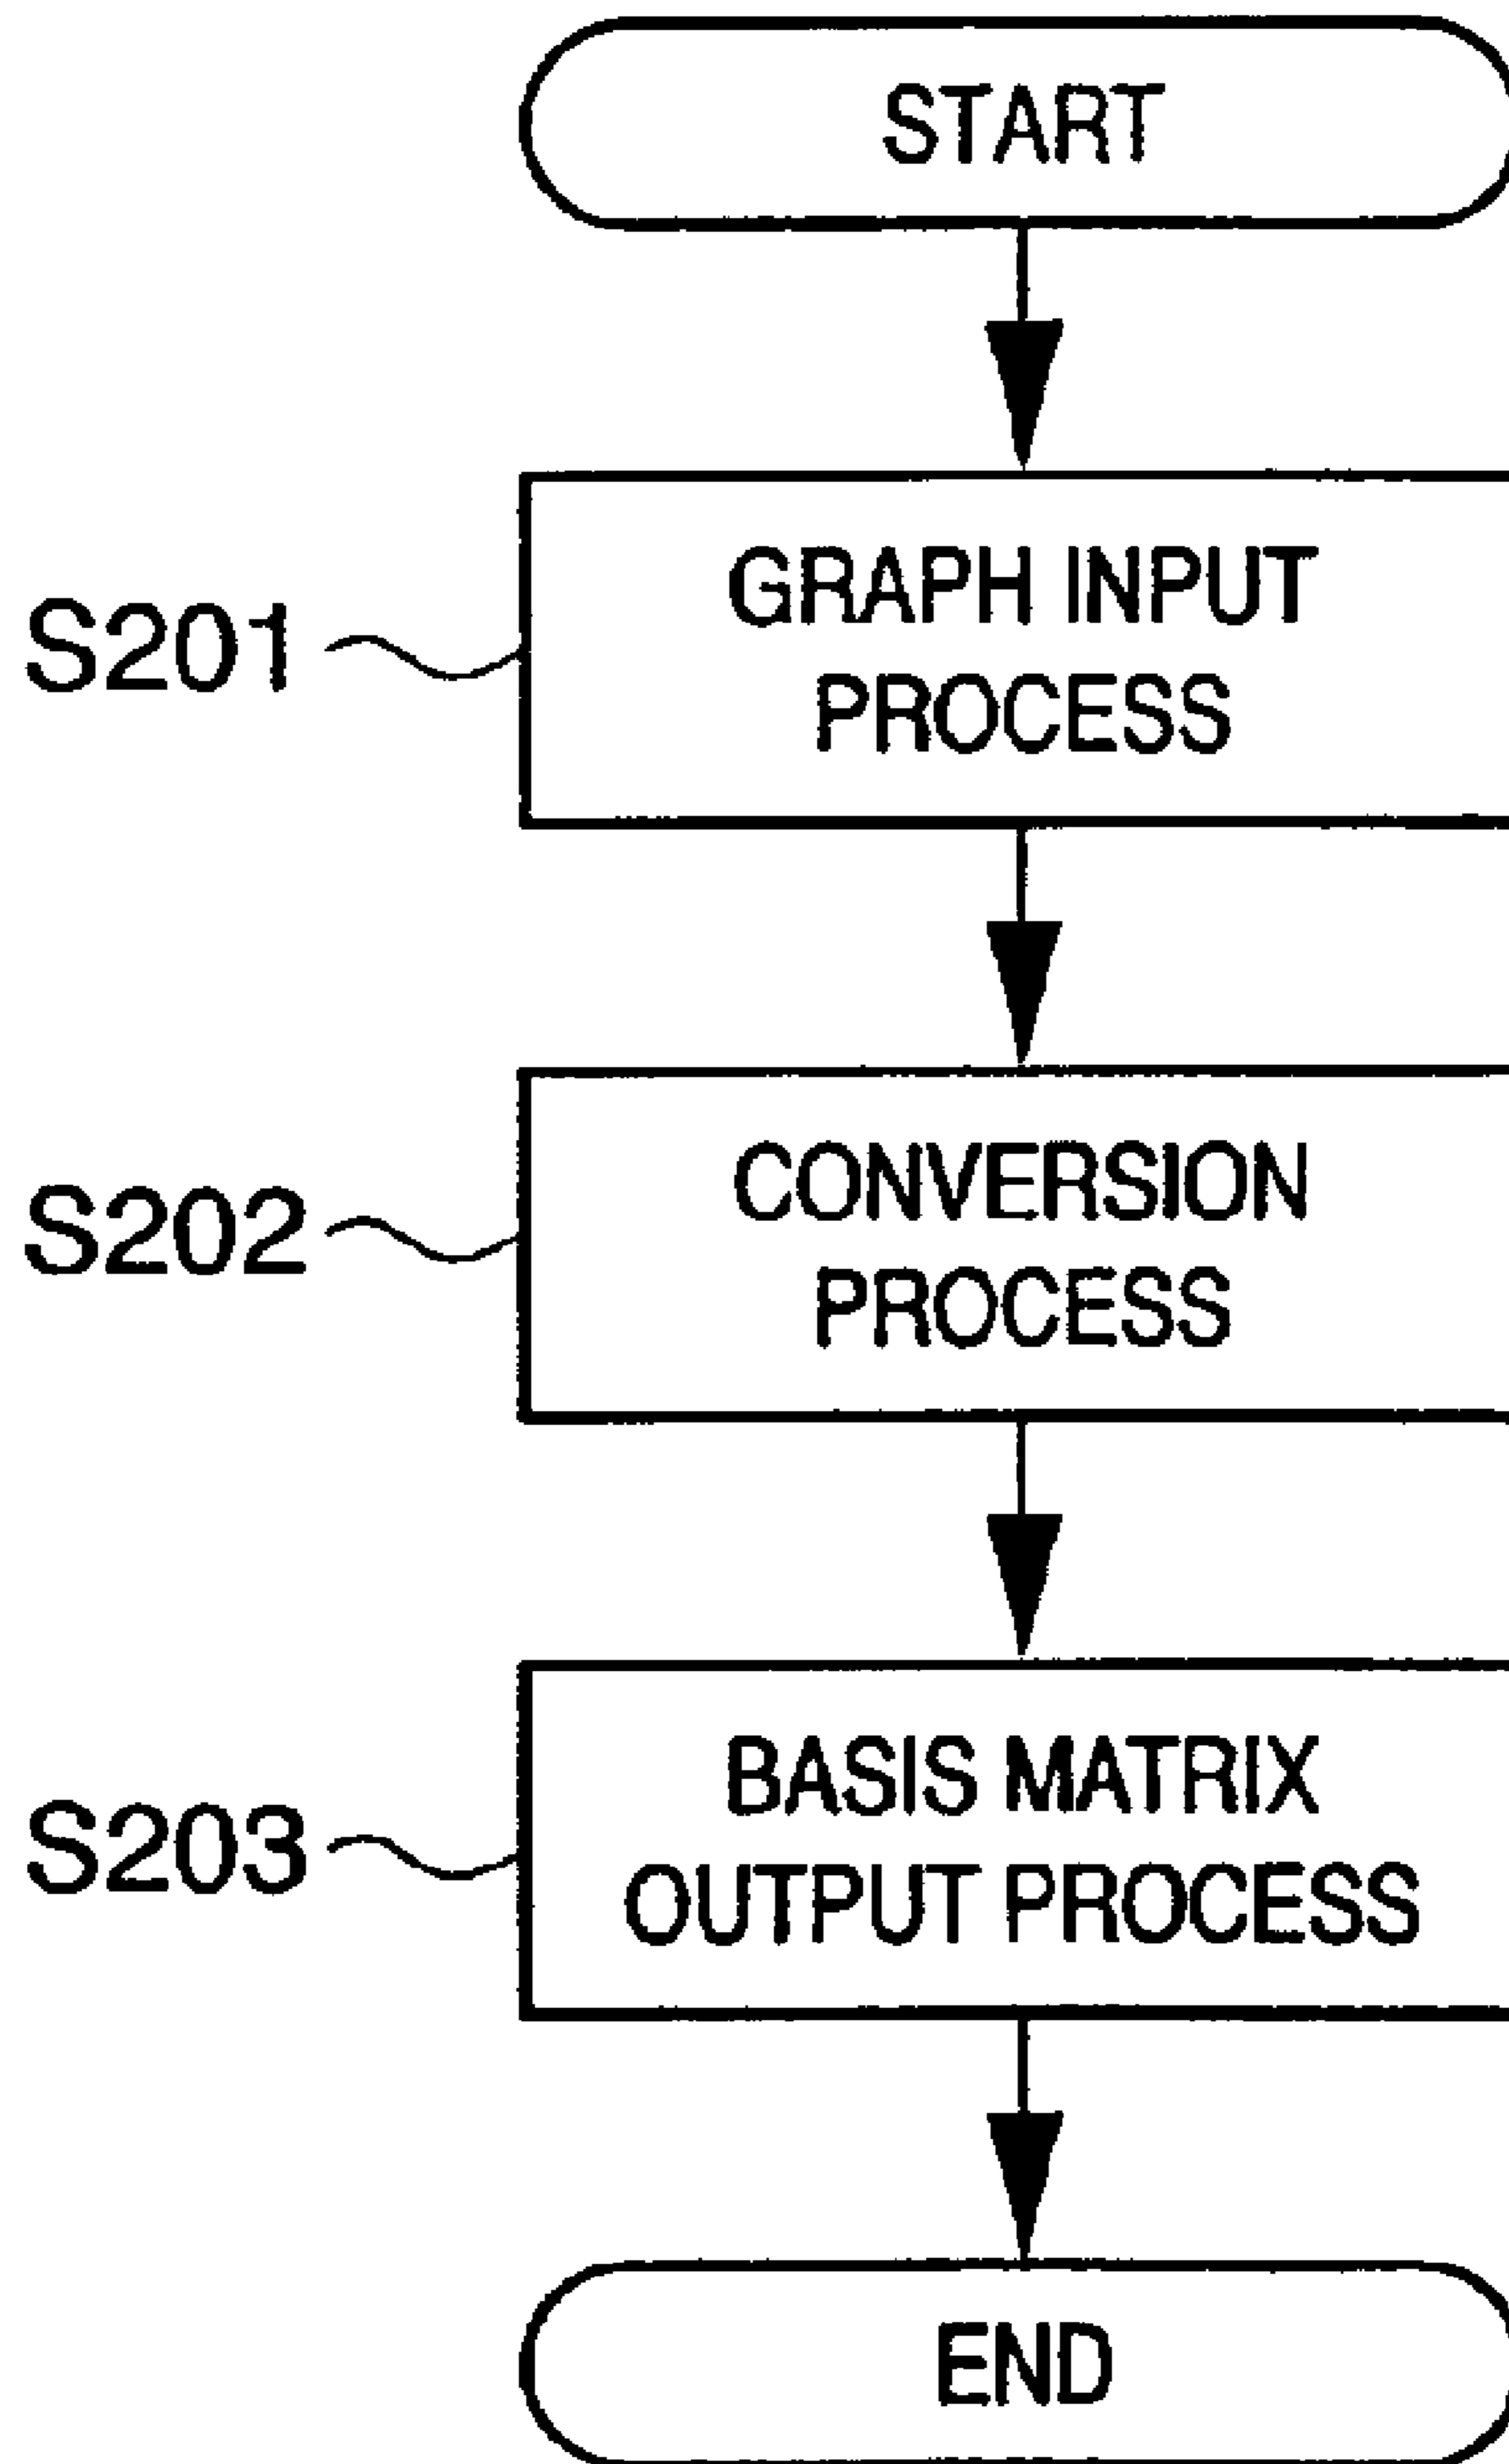 START
S201
GRAPH INPUT
PROCESS
S202
CONVERSION
PROCESS
S203
BASIS MATRIX
OUTPUT PROCESS
END